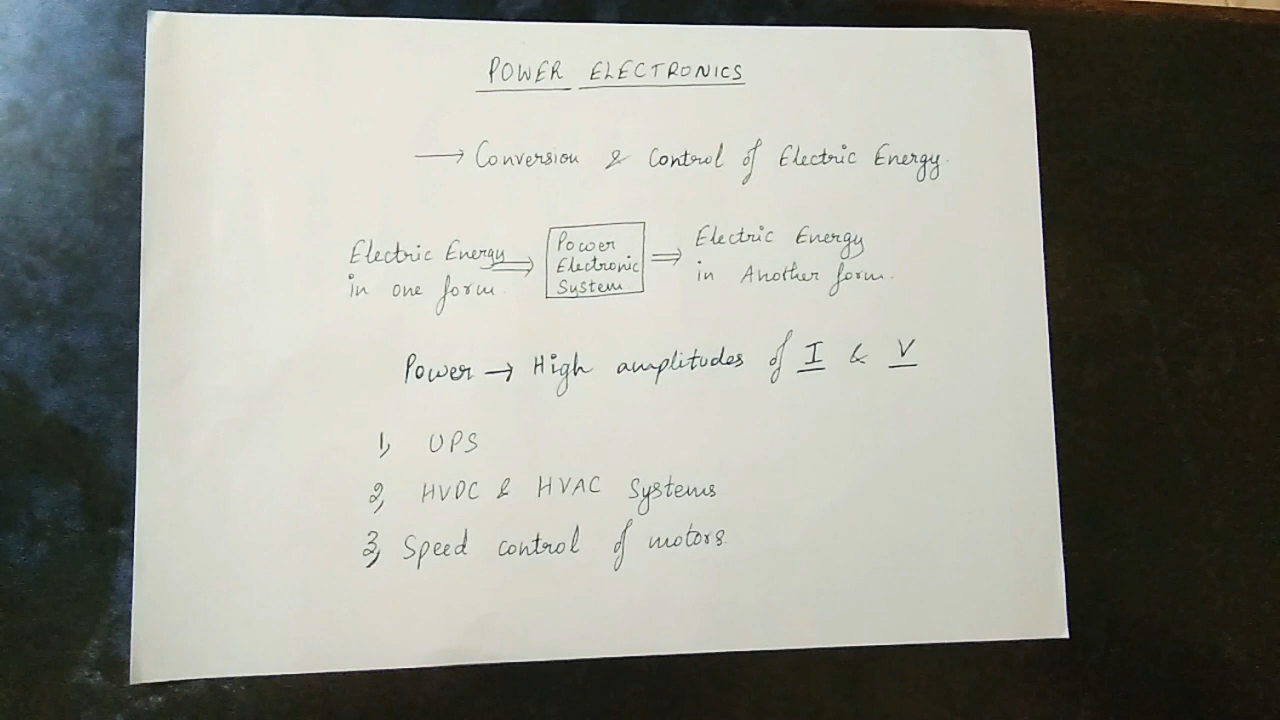 POWER ELECTRONICS
→ Conversion & Control of Electric Energy.
Electric Energy in one form. ⇒
Power
Electronic
System
⇒ Electric Energy
in Another form.
Power → High amplitudes of I & V
1, UPS
2, HVDC & HVAC Systems
3, Speed control of motors.